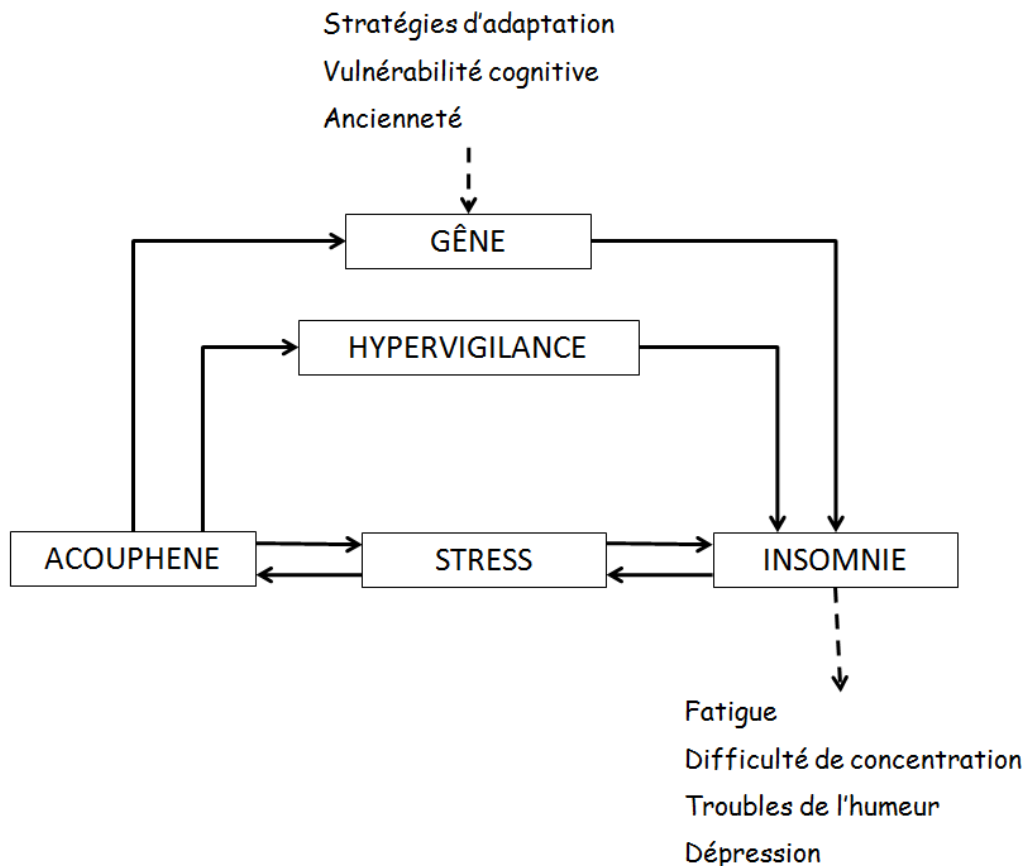 Stratégies d'adaptation
Vulnérabilité cognitive
Ancienneté
GÊNE
HYPERVIGILANCE
ACOUPHENE
STRESS
INSOMNIE
Fatigue
Difficulté de concentration
Troubles de l'humeur
Dépression